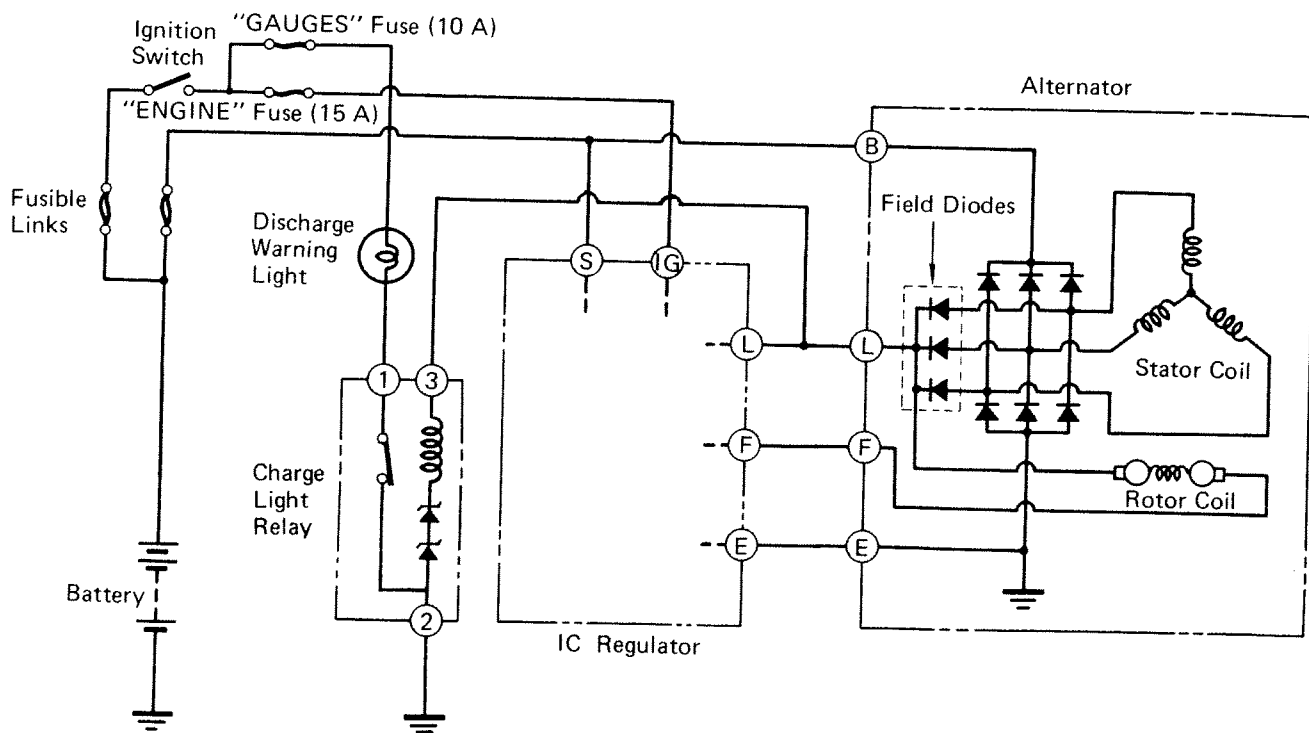 "GAUGES" Fuse (10 A)
Ignition
Switch
"ENGINE" Fuse (15 A)
Alternator
B
Fusible
Links
Field Diodes
Discharge
Warning
Light
S
IG
L
L
Stator Coil
1
3
F
F
Charge
Light
Relay
Rotor Coil
E
E
Battery
2
IC Regulator